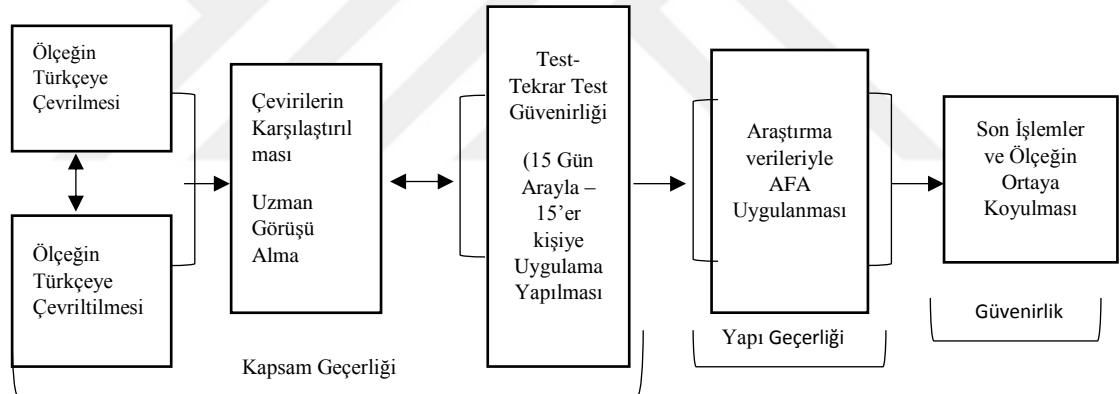 Ölçeğin
Türkçeye
Çevrilmesi
Ölçeğin
Türkçeye
Çevriltilmesi
Çevirilerin
Karşılaştırıl
ması
Uzman
Görüşü
Alma
Test-
Tekrar Test
Güvenirliği
(15 Gün
Arayla –
15’er
kişiye
Uygulama
Yapılması)
Araştırma
verileriyle
AFA
Uygulanması
Son İşlemler
ve Ölçeğin
Ortaya
Koyulması
Kapsam Geçerliği
Yapı Geçerliği
Güvenirlik